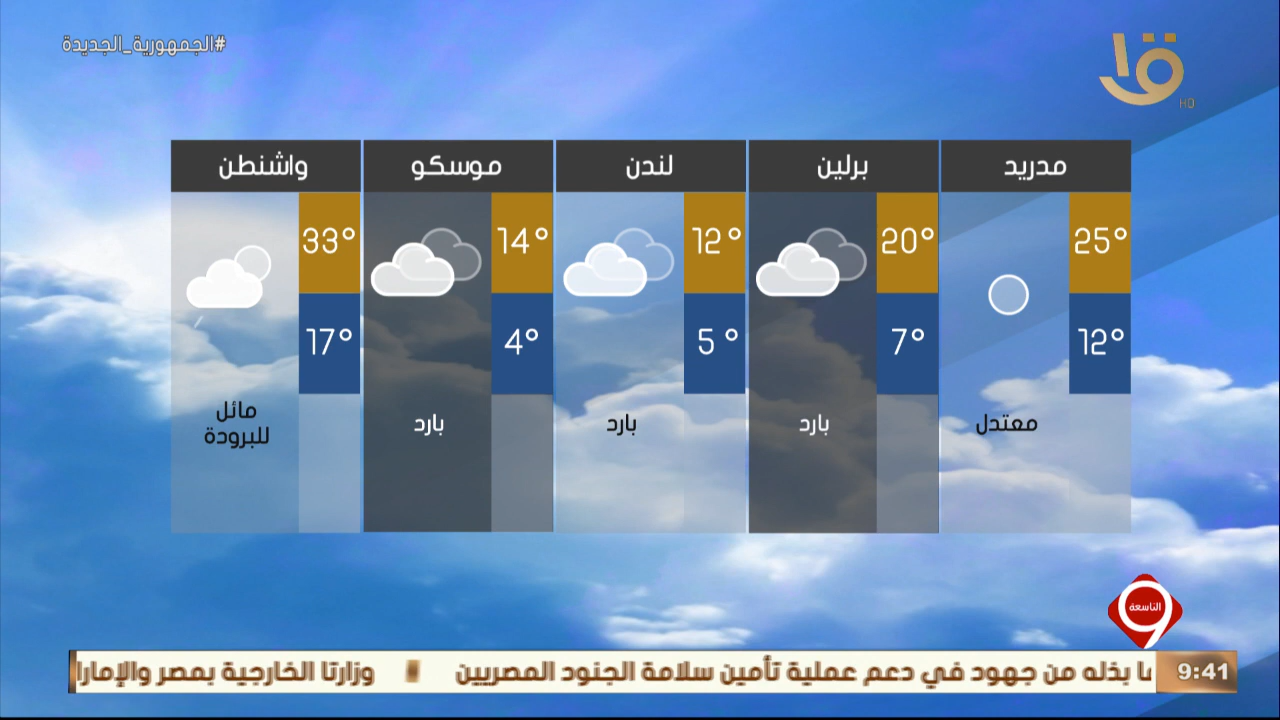 #الجمهورية_الجديدة
HD
مدريد
25°
12°
معتدل
برلين
20°
7°
بارد
لندن
12°
5°
بارد
موسكو
14°
4°
بارد
واشنطن
33°
17°
مائل
للبرودة
التاسعة
9
9:41
بذله من جهود في دعم عملية تأمين سلامة الجنود المصريين
وزارتا الخارجية بمصر